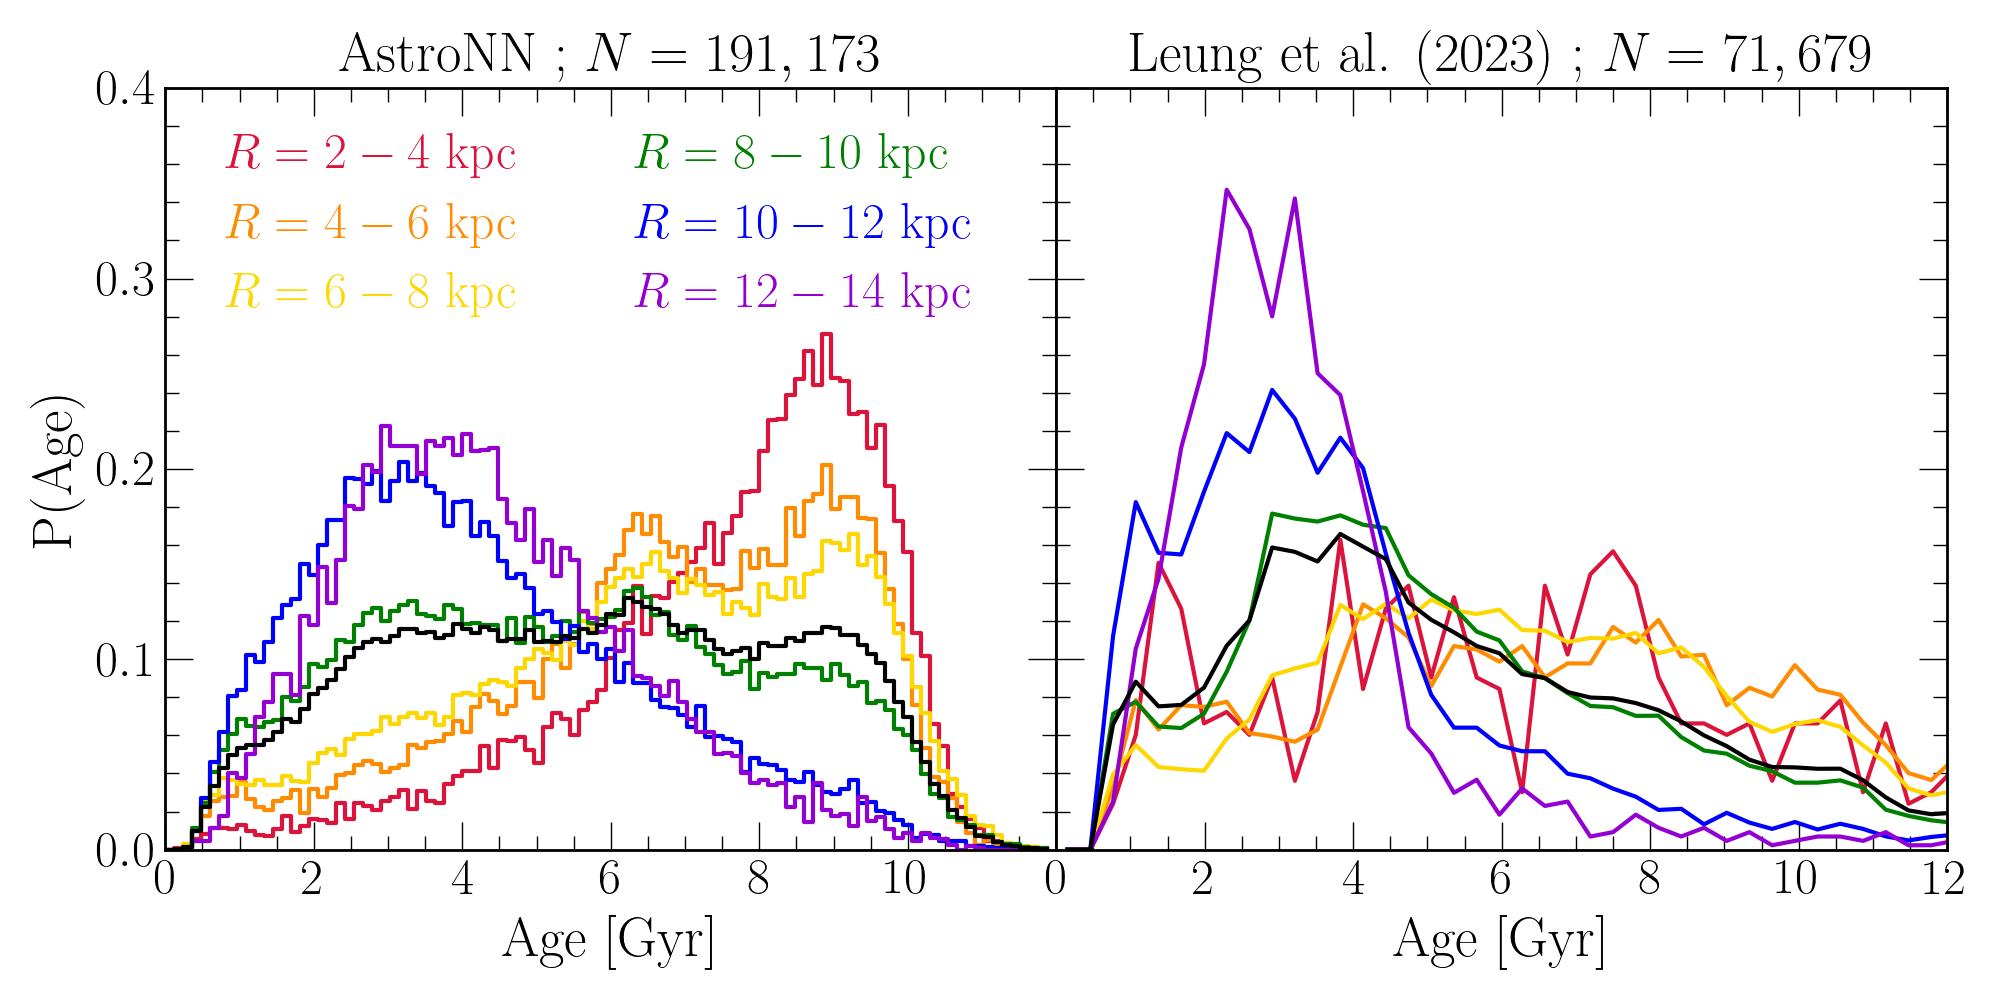 AstroNN ; N = 191, 173
Leung et al. (2023) ; N = 71, 679
0.4
0.3
0.2
0.1
0.0
P(Age)
R = 2 − 4 kpc
R = 4 − 6 kpc
R = 6 − 8 kpc
R = 8 − 10 kpc
R = 10 − 12 kpc
R = 12 − 14 kpc
0 2 4 6 8 10
0 2 4 6 8 10 12
Age [Gyr]
Age [Gyr]